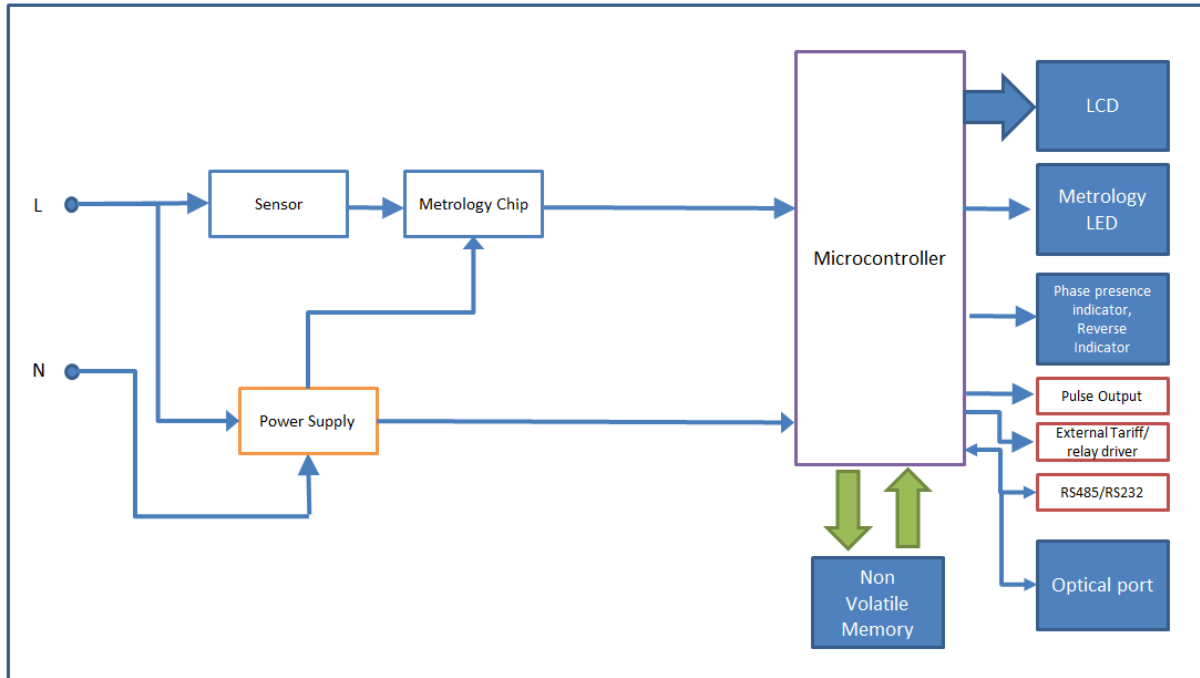 L
N
Sensor
Metrology Chip
Power Supply
Microcontroller
LCD
Metrology
LED
Phase presence
indicator,
Reverse
Indicator
Pulse Output
External Tariff/
relay driver
RS485/RS232
Optical port
Non
Volatile
Memory